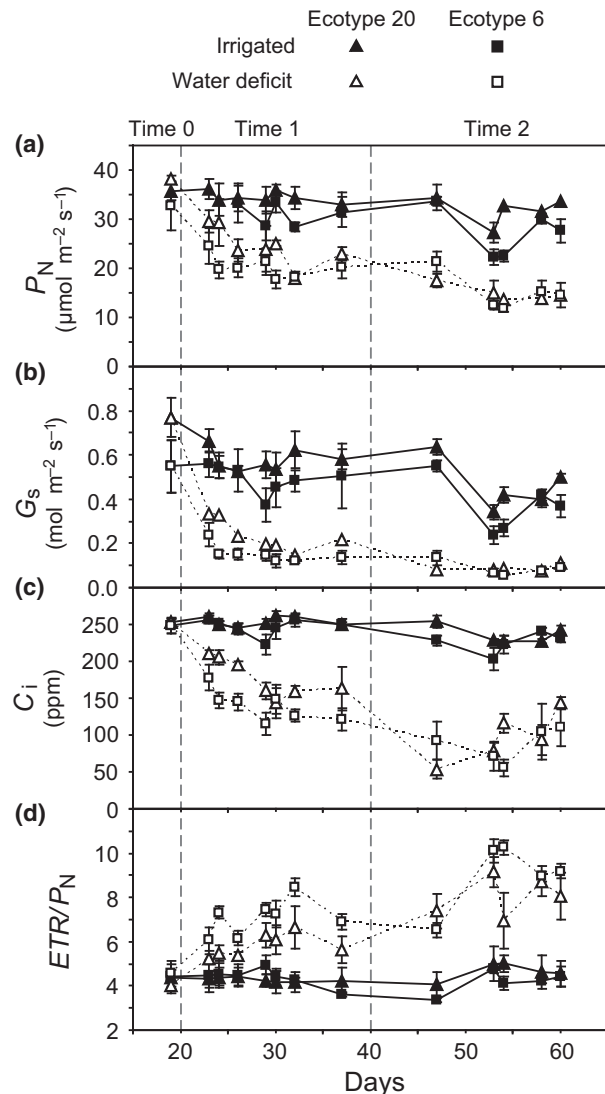 Ecotype 20 Ecotype 6
Irrigated
Water deficit
Time 0 Time 1 Time 2
(a)
40
30
20
10
0
P_N
(µmol m⁻² s⁻¹)
(b)
0.8
0.6
0.4
0.2
0.0
G_s
(mol m⁻² s⁻¹)
(c)
250
200
150
100
50
0
C_i
(ppm)
(d)
10
8
6
4
2
ETR/P_N
20 30 40 50 60
Days